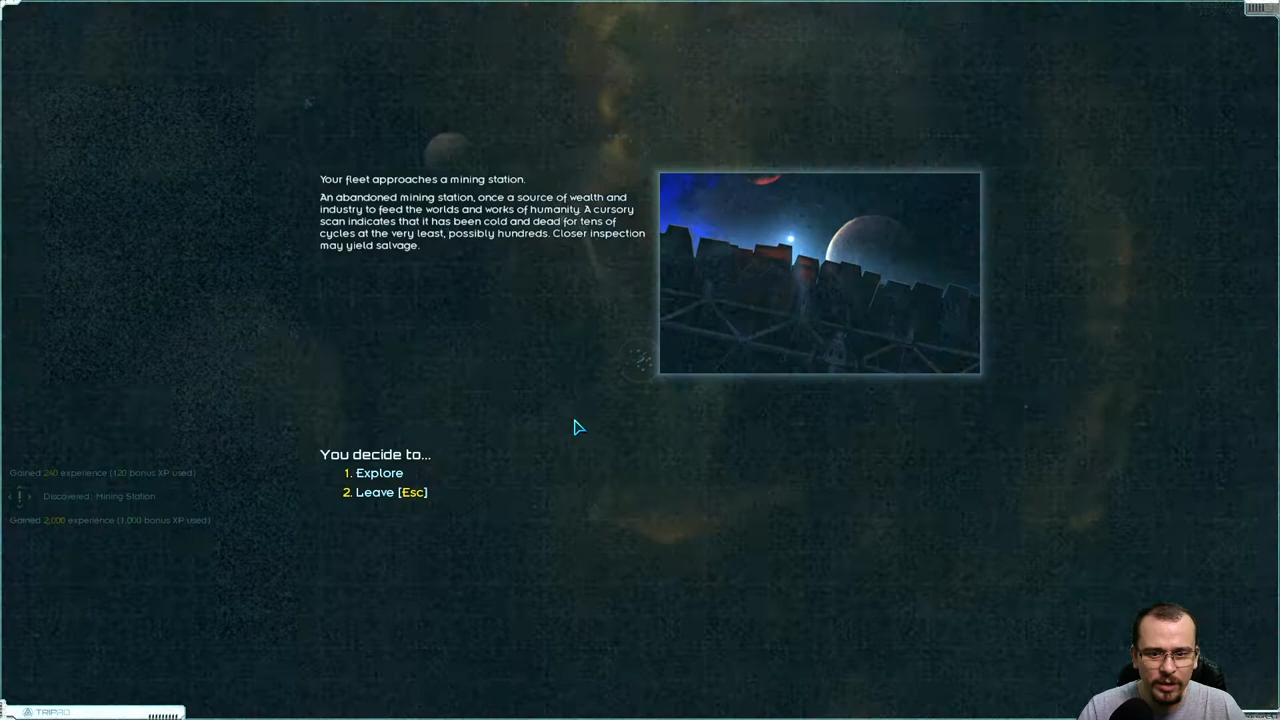 Your fleet approaches a mining station.
An abandoned mining station, once a source of wealth and
industry to feed the worlds and works of humanity. A cursory
scan indicates that it has been cold and dead for tens of
cycles at the very least, possibly hundreds. Closer inspection
may yield salvage.
You decide to...
1. Explore
2. Leave [Esc]
Gained 240 experience (120 bonus XP used)
Discovered: Mining Station
Gained 2,000 experience (1,000 bonus XP used)
TRIPAD